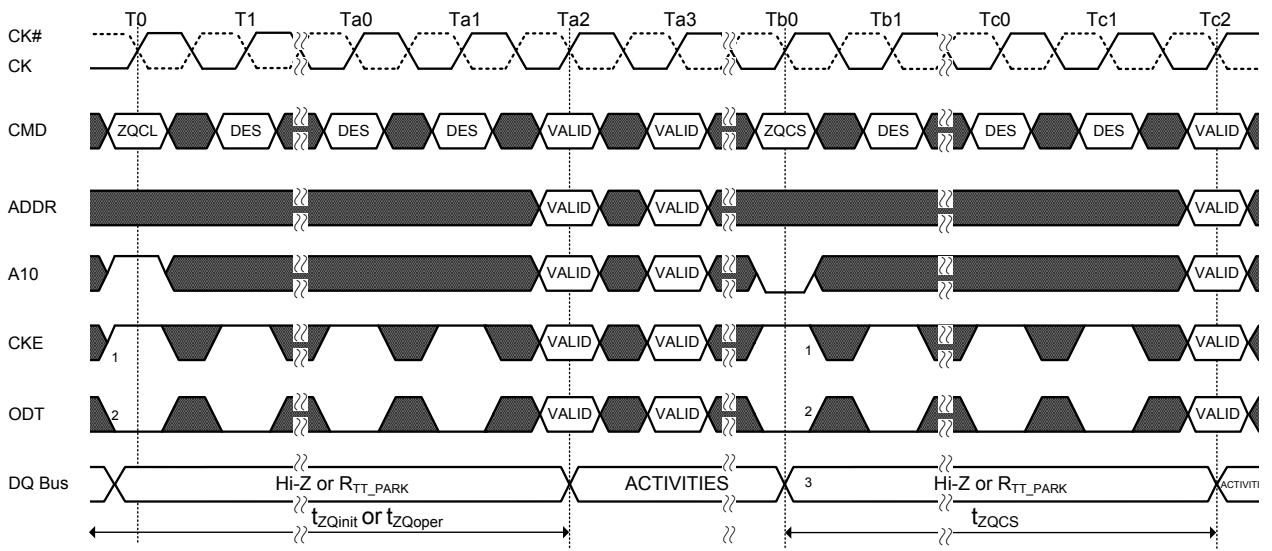 T0 T1 Ta0 Ta1 Ta2 Ta3 Tb0 Tb1 Tc0 Tc1 Tc2
CK#
CK
CMD ZQCL DES DES DES VALID VALID ZQCS DES DES DES VALID
ADDR VALID VALID VALID
A10 VALID VALID VALID
CKE 1 VALID VALID 1 VALID
ODT 2 VALID VALID 2 VALID
DQ Bus Hi-Z or RTT_PARK ACTIVITIES 3 Hi-Z or RTT_PARK ACTIVITI
tZQinit or tZQoper tZQCS